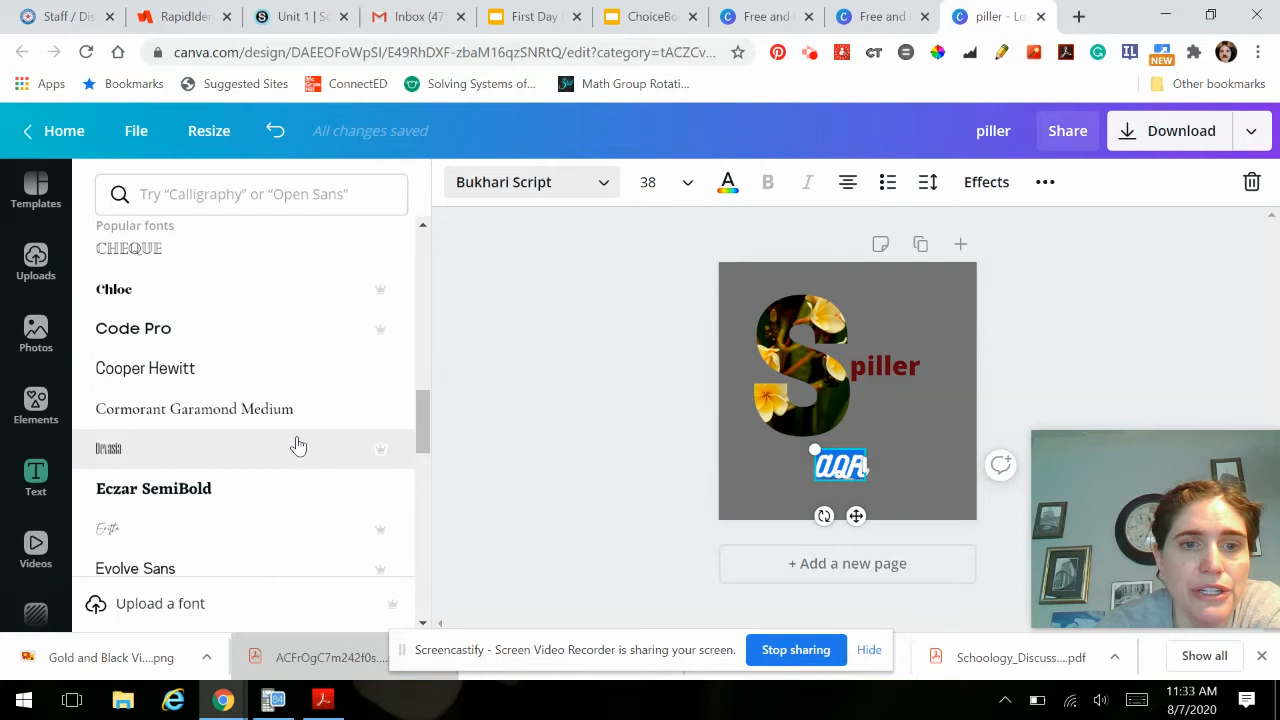 Staff / Dis
RapidIden
Unit 1 | Sc
Inbox (47
First Day
ChoiceBo
Free and
Free and
piller - Lo
canva.com/design/DAEEOFoWpSI/E49RhDXF-zbaM16qzSNRtQ/edit?category=tACZCv...
NEW
Apps
Bookmarks
Suggested Sites
ConnectED
Solving Systems of...
Math Group Rotati...
Other bookmarks
Home
File
Resize
All changes saved
piller
Share
Download
Try “Calligraphy” or “Open Sans”
Bukhari Script
38
A
B
I
Effects
Templates
Uploads
Photos
Elements
Text
Videos
Popular fonts
CHEQUE
Chloe
Code Pro
Cooper Hewitt
Cormorant Garamond Medium
Devasia
Eczar SemiBold
Evolve Sans
Upload a font
S
piller
+ Add a new page
Gold and Black Vi....png
ACFrOgC7m242f0s...
Screencastify - Screen Video Recorder is sharing your screen.
Stop sharing
Hide
Schoology_Discuss....pdf
Show all
11:33 AM
8/7/2020